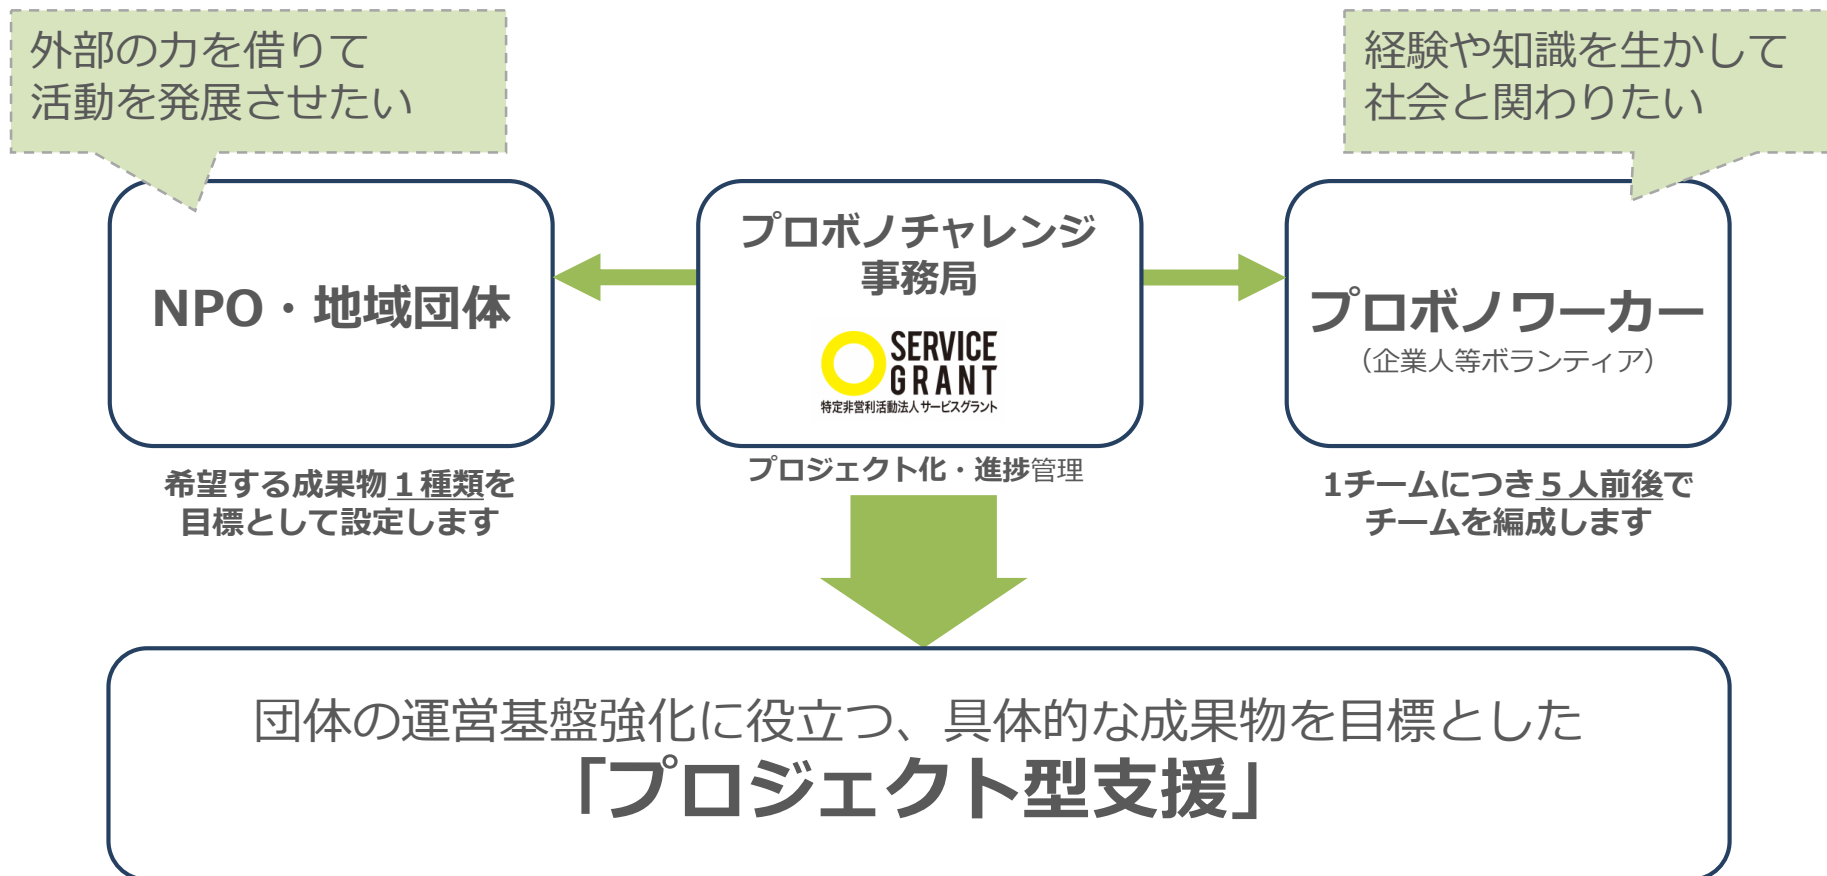 外部の力を借りて
活動を発展させたい
経験や知識を生かして
社会と関わりたい
NPO・地域団体
プロボノチャレンジ
事務局
SERVICE
GRANT
特定非営利活動法人サービスグラント
プロボノワーカー
（企業人等ボランティア）
希望する成果物１種類を
目標として設定します
プロジェクト化・進捗管理
1チームにつき５人前後で
チームを編成します
団体の運営基盤強化に役立つ、具体的な成果物を目標とした
「プロジェクト型支援」